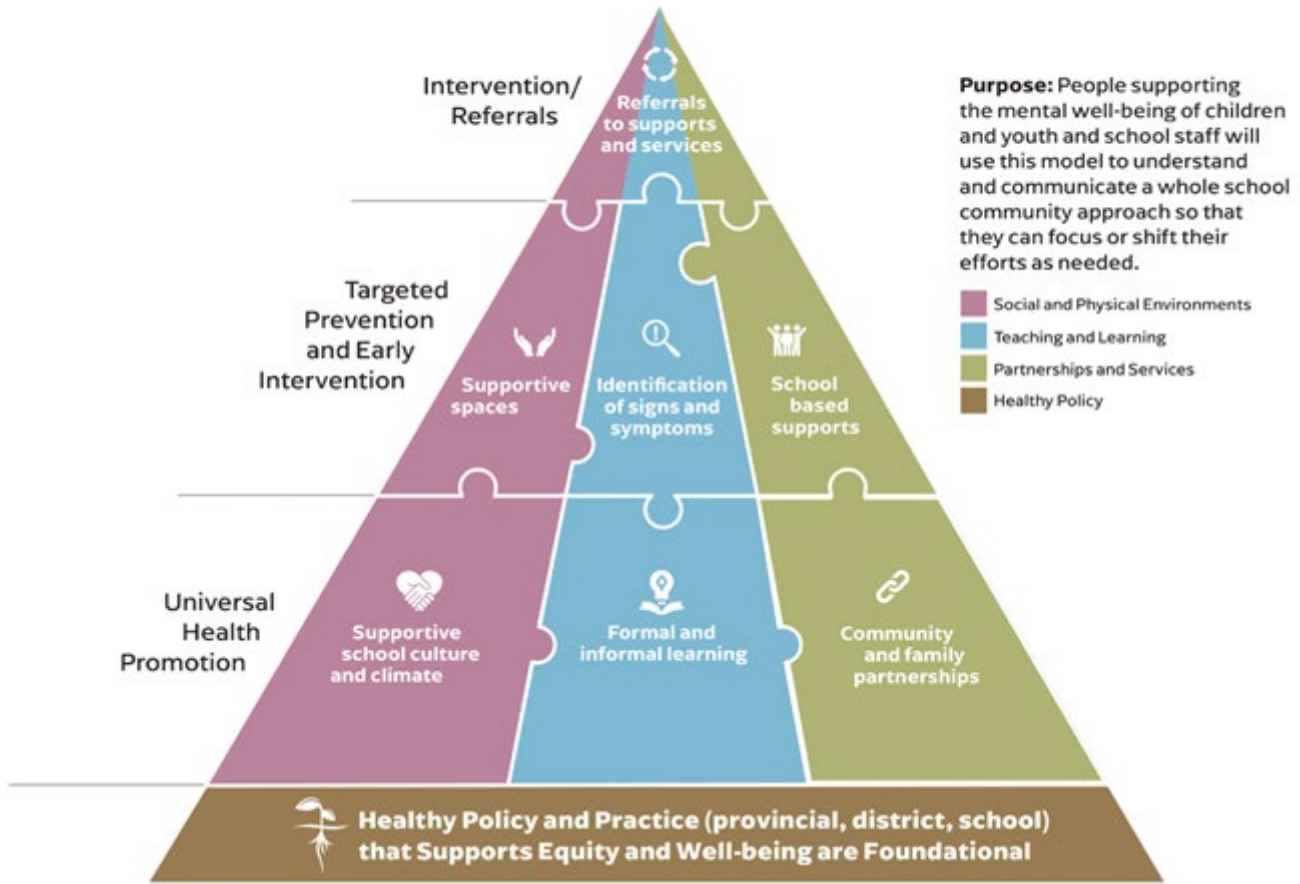 Intervention/
Referrals
Referrals
to supports
and services
Purpose: People supporting
the mental well-being of children
and youth and school staff will
use this model to understand
and communicate a whole school
community approach so that
they can focus or shift their
efforts as needed.
Social and Physical Environments
Teaching and Learning
Partnerships and Services
Healthy Policy
Targeted
Prevention
and Early
Intervention
Supportive
spaces
Identification
of signs and
symptoms
School
based
supports
Universal
Health
Promotion
Supportive
school culture
and climate
Formal and
informal learning
Community
and family
partnerships
Healthy Policy and Practice (provincial, district, school)
that Supports Equity and Well-being are Foundational